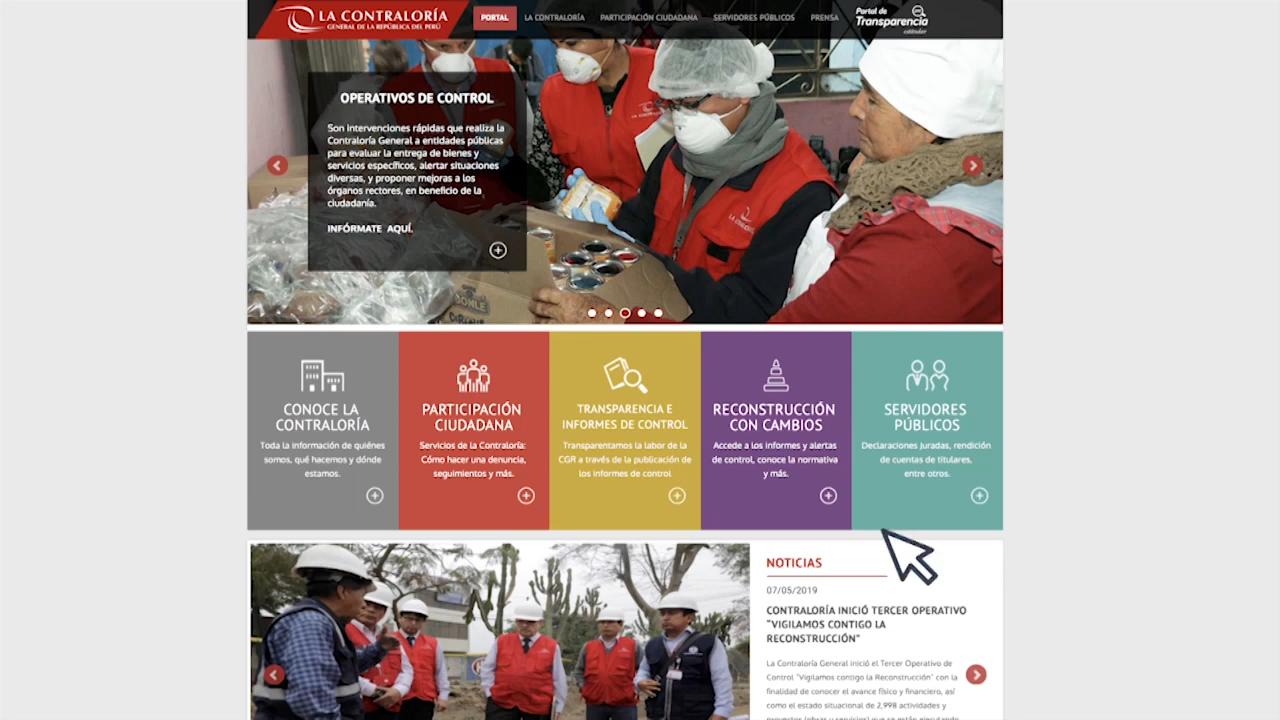 LA CONTRALORÍA
GENERAL DE LA REPÚBLICA DEL PERÚ
PORTAL
LA CONTRALORÍA
PARTICIPACIÓN CIUDADANA
SERVIDORES PÚBLICOS
PRENSA
Portal de
Transparencia
estándar
OPERATIVOS DE CONTROL
Son intervenciones rápidas que realiza la
Contraloría General a entidades públicas
para evaluar la entrega de bienes y
servicios específicos, alertar situaciones
diversas, y proponer mejoras a los
órganos rectores, en beneficio de la
ciudadanía.
INFÓRMATE AQUÍ.
CONOCE LA
CONTRALORÍA
Toda la información de quiénes
somos, qué hacemos y dónde
estamos.
PARTICIPACIÓN
CIUDADANA
Servicios de la Contraloría:
Cómo hacer una denuncia,
seguimientos y más.
TRANSPARENCIA E
INFORMES DE CONTROL
Transparentamos la labor de la
CGR a través de la publicación de
los informes de control
RECONSTRUCCIÓN
CON CAMBIOS
Accede a los informes y alertas
de control, conoce la normativa
y más.
SERVIDORES
PÚBLICOS
Declaraciones Juradas, rendición
de cuentas de titulares,
entre otros.
NOTICIAS
07/05/2019
CONTRALORÍA INICIÓ TERCER OPERATIVO
"VIGILAMOS CONTIGO LA
RECONSTRUCCIÓN"
La Contraloría General inició el Tercer Operativo de
Control "Vigilamos contigo la Reconstrucción" con la
finalidad de conocer el avance físico y financiero, así
como el estado situacional de 2,998 actividades y
proyectos (obras y servicios) que se están ejecutando